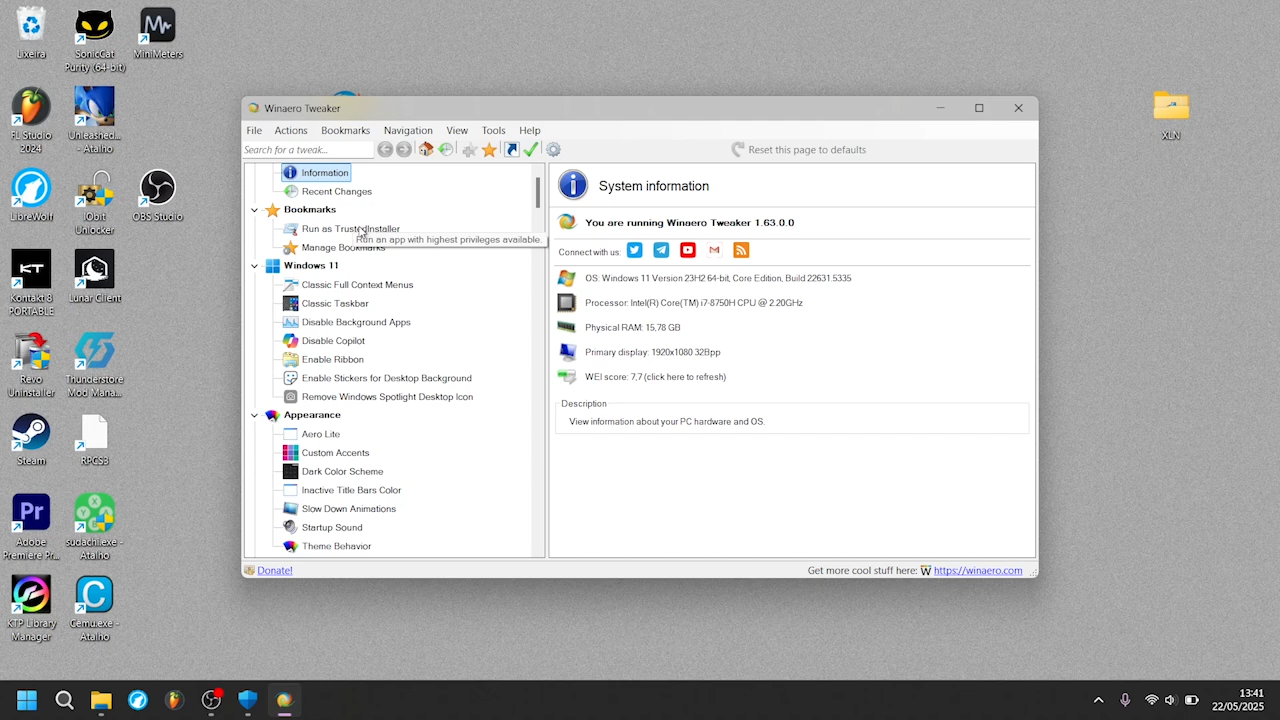 Lixeira
SonicCat
Purity (64-bit)
MiniMeters
FL Studio
2024
Unleashed...
- Atalho
LibreWolf
IObit
Unlocker
OBS Studio
Kontakt 8
PORTABLE
Lunar Client
Revo
Uninstaller
Thunderstore
Mod Mana...
Steam
RPCS3
Adobe
Premiere Pr...
sudachi.exe -
Atalho
KTP Library
Manager
Cemu.exe -
Atalho
XLN
Winaero Tweaker
File Actions Bookmarks Navigation View Tools Help
Search for a tweak...
Reset this page to defaults
Information
Recent Changes
Bookmarks
Run as TrustedInstaller
Run an app with highest privileges available.
Manage Bookmarks
Windows 11
Classic Full Context Menus
Classic Taskbar
Disable Background Apps
Disable Copilot
Enable Ribbon
Enable Stickers for Desktop Background
Remove Windows Spotlight Desktop Icon
Appearance
Aero Lite
Custom Accents
Dark Color Scheme
Inactive Title Bars Color
Slow Down Animations
Startup Sound
Theme Behavior
System information
You are running Winaero Tweaker 1.63.0.0
Connect with us:
OS: Windows 11 Version 23H2 64-bit, Core Edition, Build 22631.5335
Processor: Intel(R) Core(TM) i7-8750H CPU @ 2.20GHz
Physical RAM: 15,78 GB
Primary display: 1920x1080 32Bpp
WEI score: 7,7 (click here to refresh)
Description
View information about your PC hardware and OS.
Donate!
Get more cool stuff here: W https://winaero.com
13:41
22/05/2025